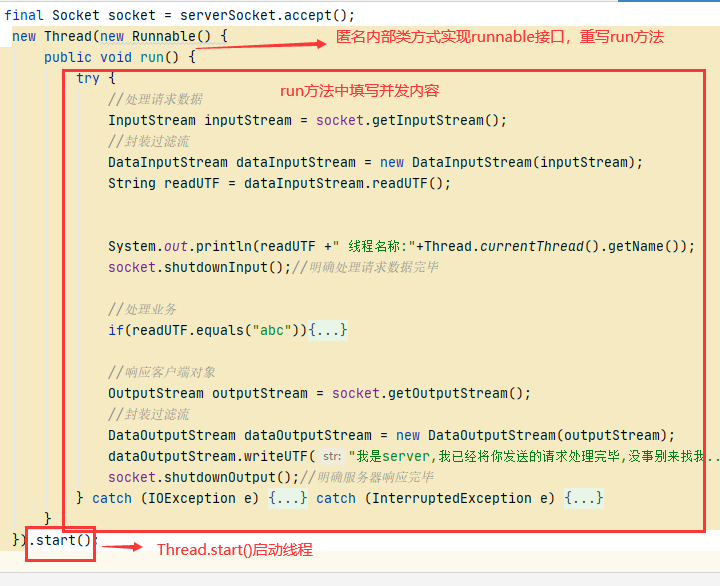 final Socket socket = serverSocket.accept();
new Thread(new Runnable() {
匿名内部类方式实现runnable接口，重写run方法
public void run() {
try {
run方法中填写并发内容
//处理请求数据
InputStream inputStream = socket.getInputStream();
//封装过滤流
DataInputStream dataInputStream = new DataInputStream(inputStream);
String readUTF = dataInputStream.readUTF();
System.out.println(readUTF +" 线程名称:"+Thread.currentThread().getName());
socket.shutdownInput();//明确处理请求数据完毕
//处理业务
if(readUTF.equals("abc")){...}
//响应客户端对象
OutputStream outputStream = socket.getOutputStream();
//封装过滤流
DataOutputStream dataOutputStream = new DataOutputStream(outputStream);
dataOutputStream.writeUTF( str: "我是server,我已经将你发送的请求处理完毕,没事别来找我..
socket.shutdownOutput();//明确服务器响应完毕
} catch (IOException e) {...} catch (InterruptedException e) {...}
}
}).start();
Thread.start()启动线程